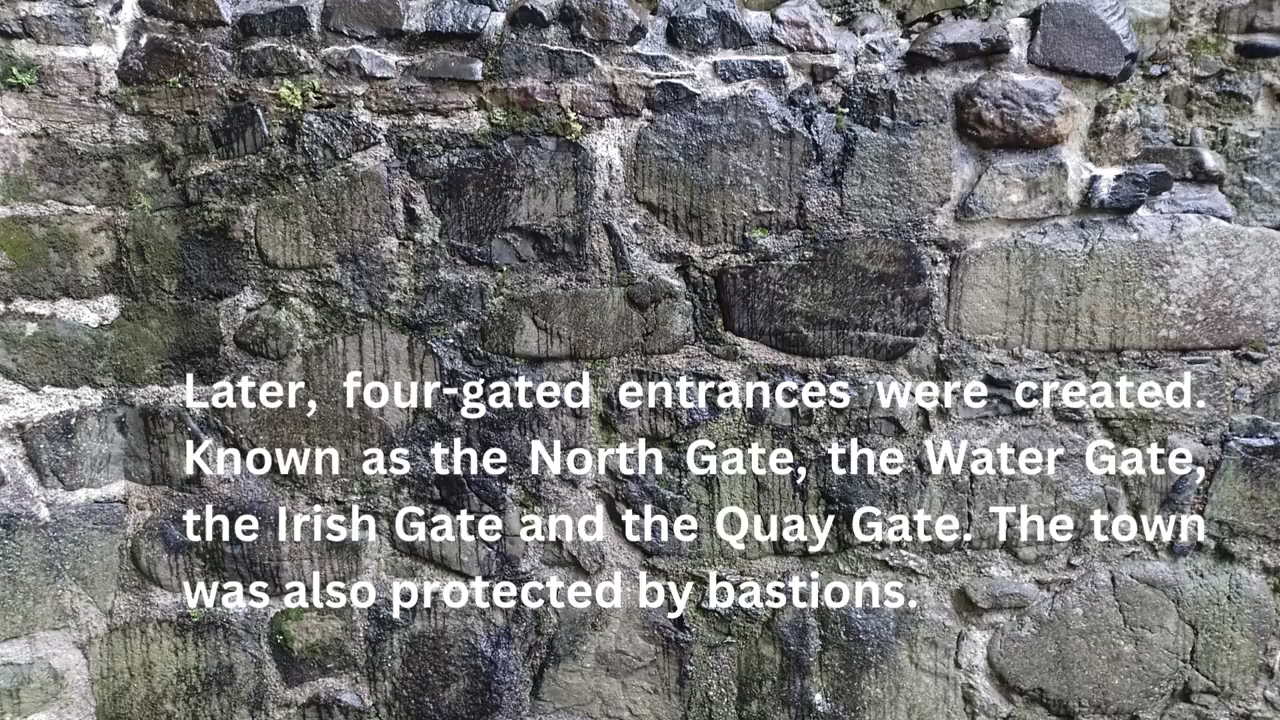 Later, four-gated entrances were created.
Known as the North Gate, the Water Gate,
the Irish Gate and the Quay Gate. The town
was also protected by bastions.